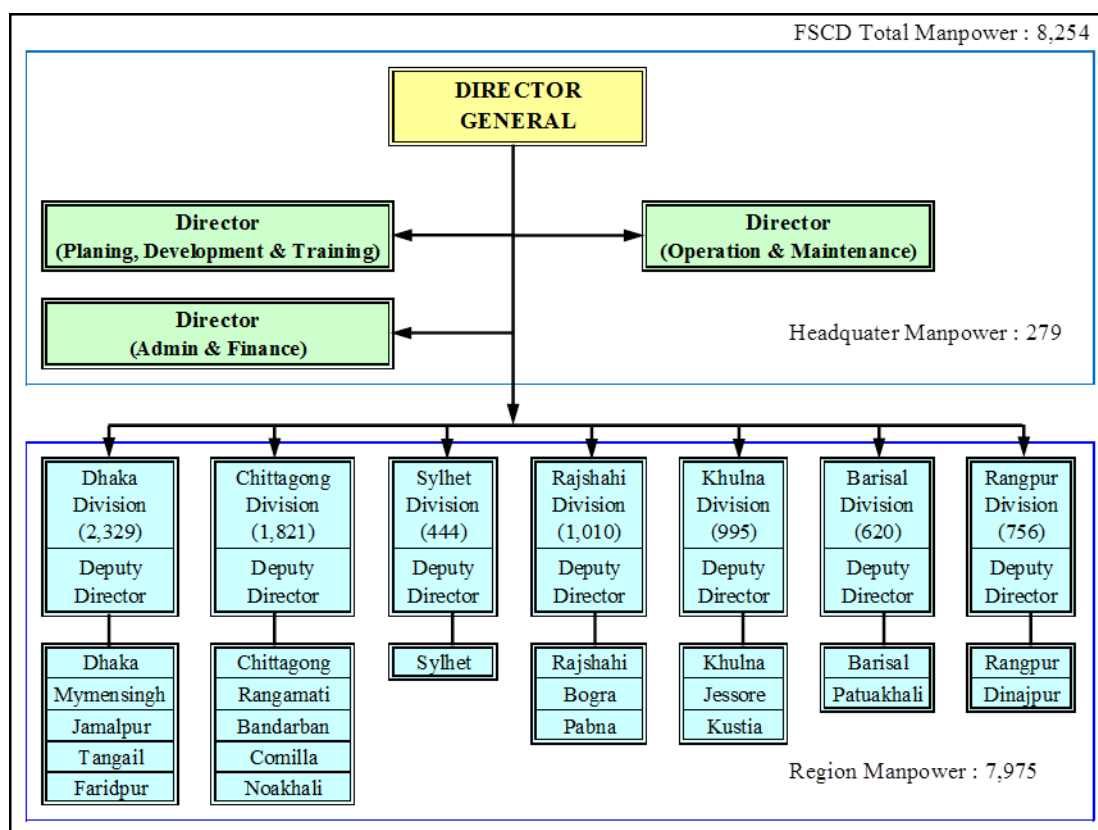 FSCD Total Manpower : 8,254
DIRECTOR
GENERAL
Director
(Planing, Development & Training)
Director
(Operation & Maintenance)
Director
(Admin & Finance)
Headquater Manpower : 279
Dhaka
Division
(2,329)
Deputy
Director
Chittagong
Division
(1,821)
Deputy
Director
Sylhet
Division
(444)
Deputy
Director
Rajshahi
Division
(1,010)
Deputy
Director
Khulna
Division
(995)
Deputy
Director
Barisal
Division
(620)
Deputy
Director
Rangpur
Division
(756)
Deputy
Director
Dhaka
Mymensingh
Jamalpur
Tangail
Faridpur
Chittagong
Rangamati
Bandarban
Comilla
Noakhali
Sylhet
Rajshahi
Bogra
Pabna
Khulna
Jessore
Kustia
Barisal
Patuakhali
Rangpur
Dinajpur
Region Manpower : 7,975